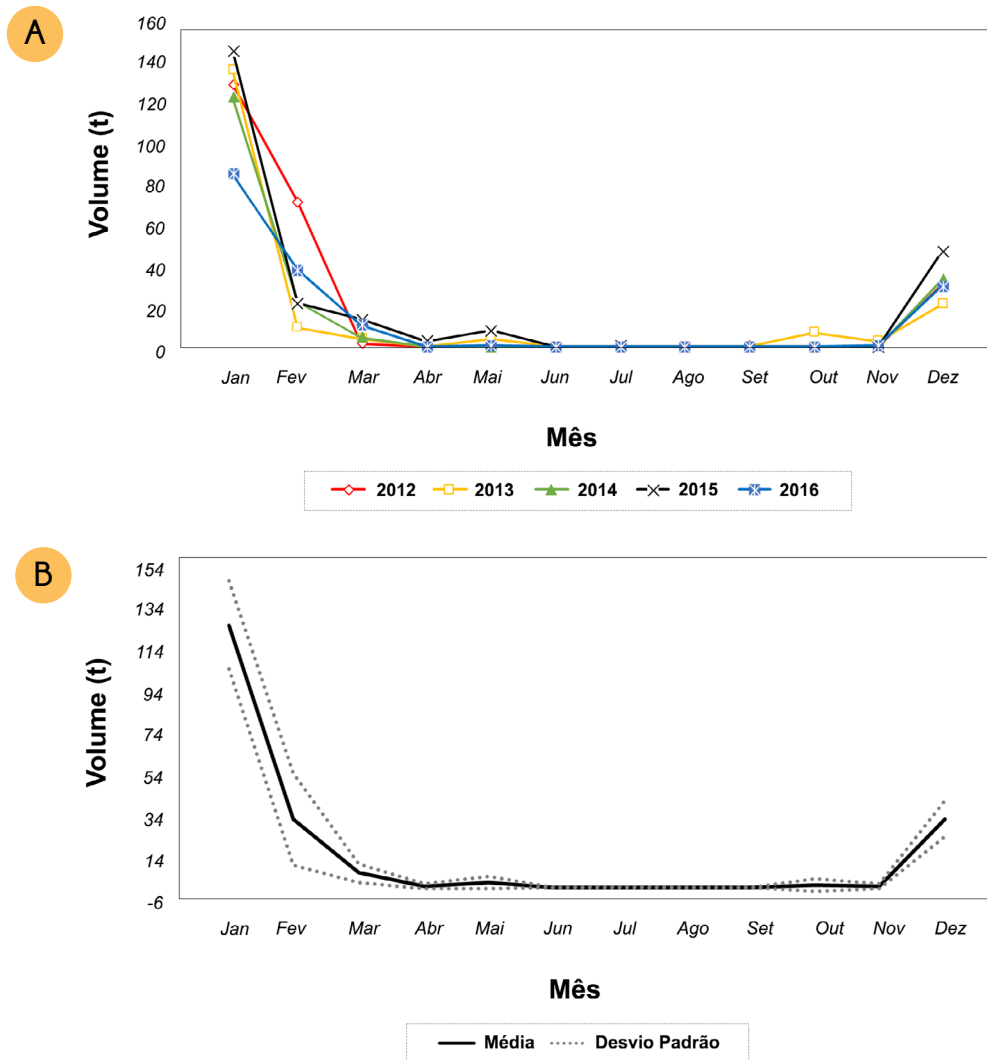 A
Volume (t)
160
140
120
100
80
60
40
20
0
Jan Fev Mar Abr Mai Jun Jul Ago Set Out Nov Dez
Mês
2012 2013 2014 2015 2016
B
Volume (t)
154
134
114
94
74
54
34
14
-6
Jan Fev Mar Abr Mai Jun Jul Ago Set Out Nov Dez
Mês
Média Desvio Padrão